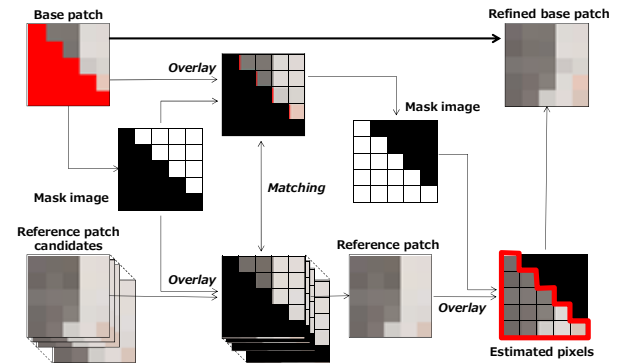 Base patch
Refined base patch
Overlay
Mask image
Mask image
Matching
Reference patch
candidates
Overlay
Reference patch
Overlay
Estimated pixels